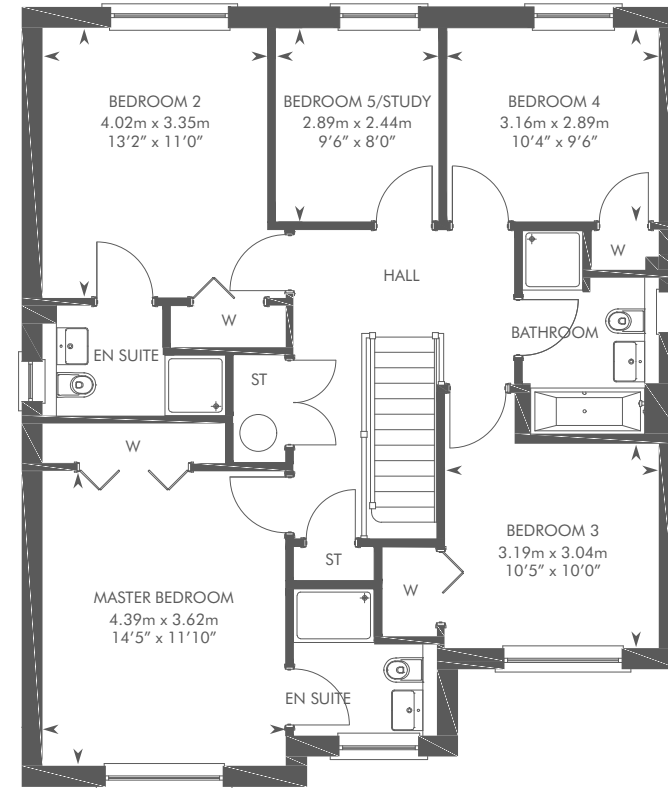 BEDROOM 2
4.02m x 3.35m
13’2” x 11’0”
BEDROOM 5/STUDY
2.89m x 2.44m
9’6” x 8’0”
BEDROOM 4
3.16m x 2.89m
10’4” x 9’6”
W
HALL
W
BATHROOM
EN SUITE
ST
W
BEDROOM 3
3.19m x 3.04m
10’5” x 10’0”
ST
W
MASTER BEDROOM
4.39m x 3.62m
14’5” x 11’10”
EN SUITE